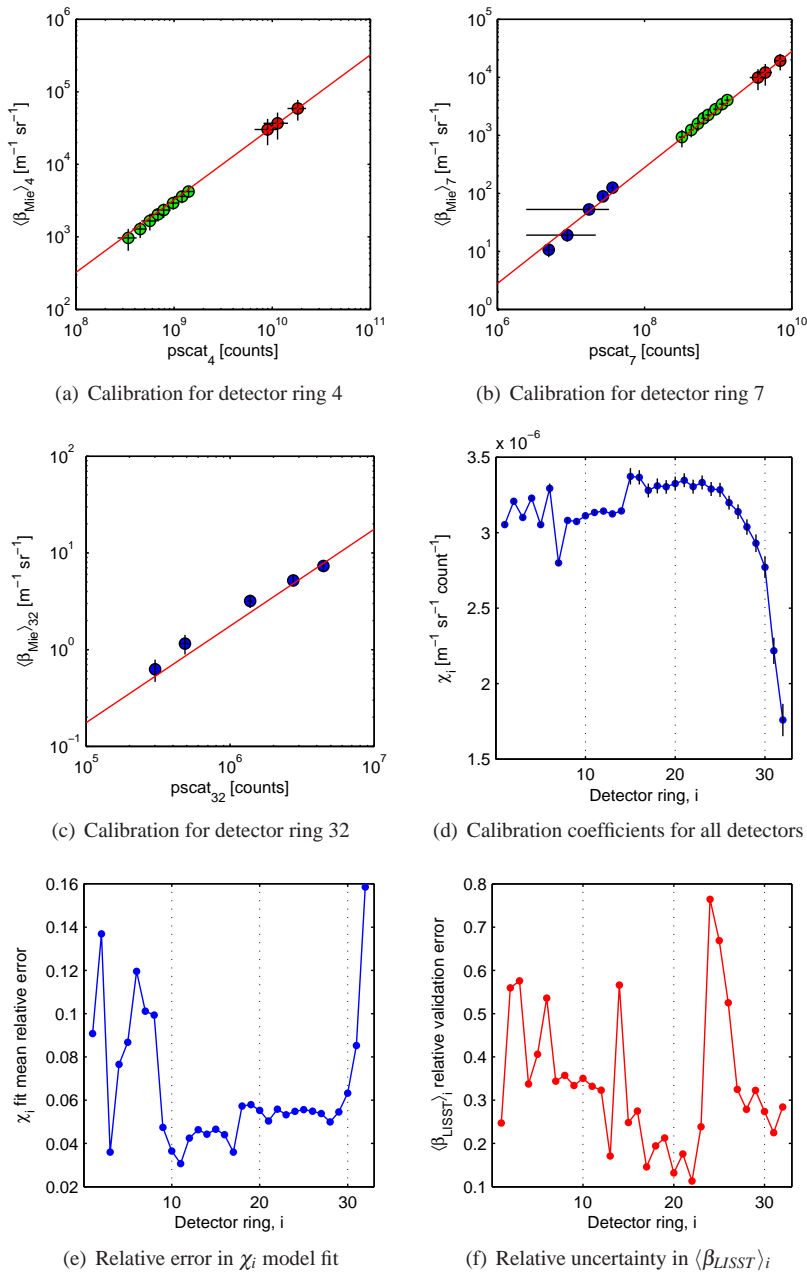 10^6
10^5
10^4
10^3
10^2
⟨β_Mie⟩_4 [m^−1 sr^−1]
10^8 10^9 10^10 10^11
pscat_4 [counts]
(a) Calibration for detector ring 4
10^5
10^4
10^3
10^2
10^1
10^0
⟨β_Mie⟩_7 [m^−1 sr^−1]
10^6 10^8 10^10
pscat_7 [counts]
(b) Calibration for detector ring 7
10^2
10^1
10^0
10^−1
⟨β_Mie⟩_32 [m^−1 sr^−1]
10^5 10^6 10^7
pscat_32 [counts]
(c) Calibration for detector ring 32
x 10^−6
3.5
3
2.5
1.5
χ_i [m^−1 sr^−1 count^−1]
10 20 30
Detector ring, i
(d) Calibration coefficients for all detectors
0.16
0.14
0.12
0.1
0.08
0.06
0.04
0.02
χ_i fit mean relative error
10 20 30
Detector ring, i
(e) Relative error in χ_i model fit
0.8
0.7
0.6
0.5
0.4
0.3
0.2
0.1
⟨β_LISST⟩_i relative validation error
10 20 30
Detector ring, i
(f) Relative uncertainty in ⟨β_LISST⟩_i